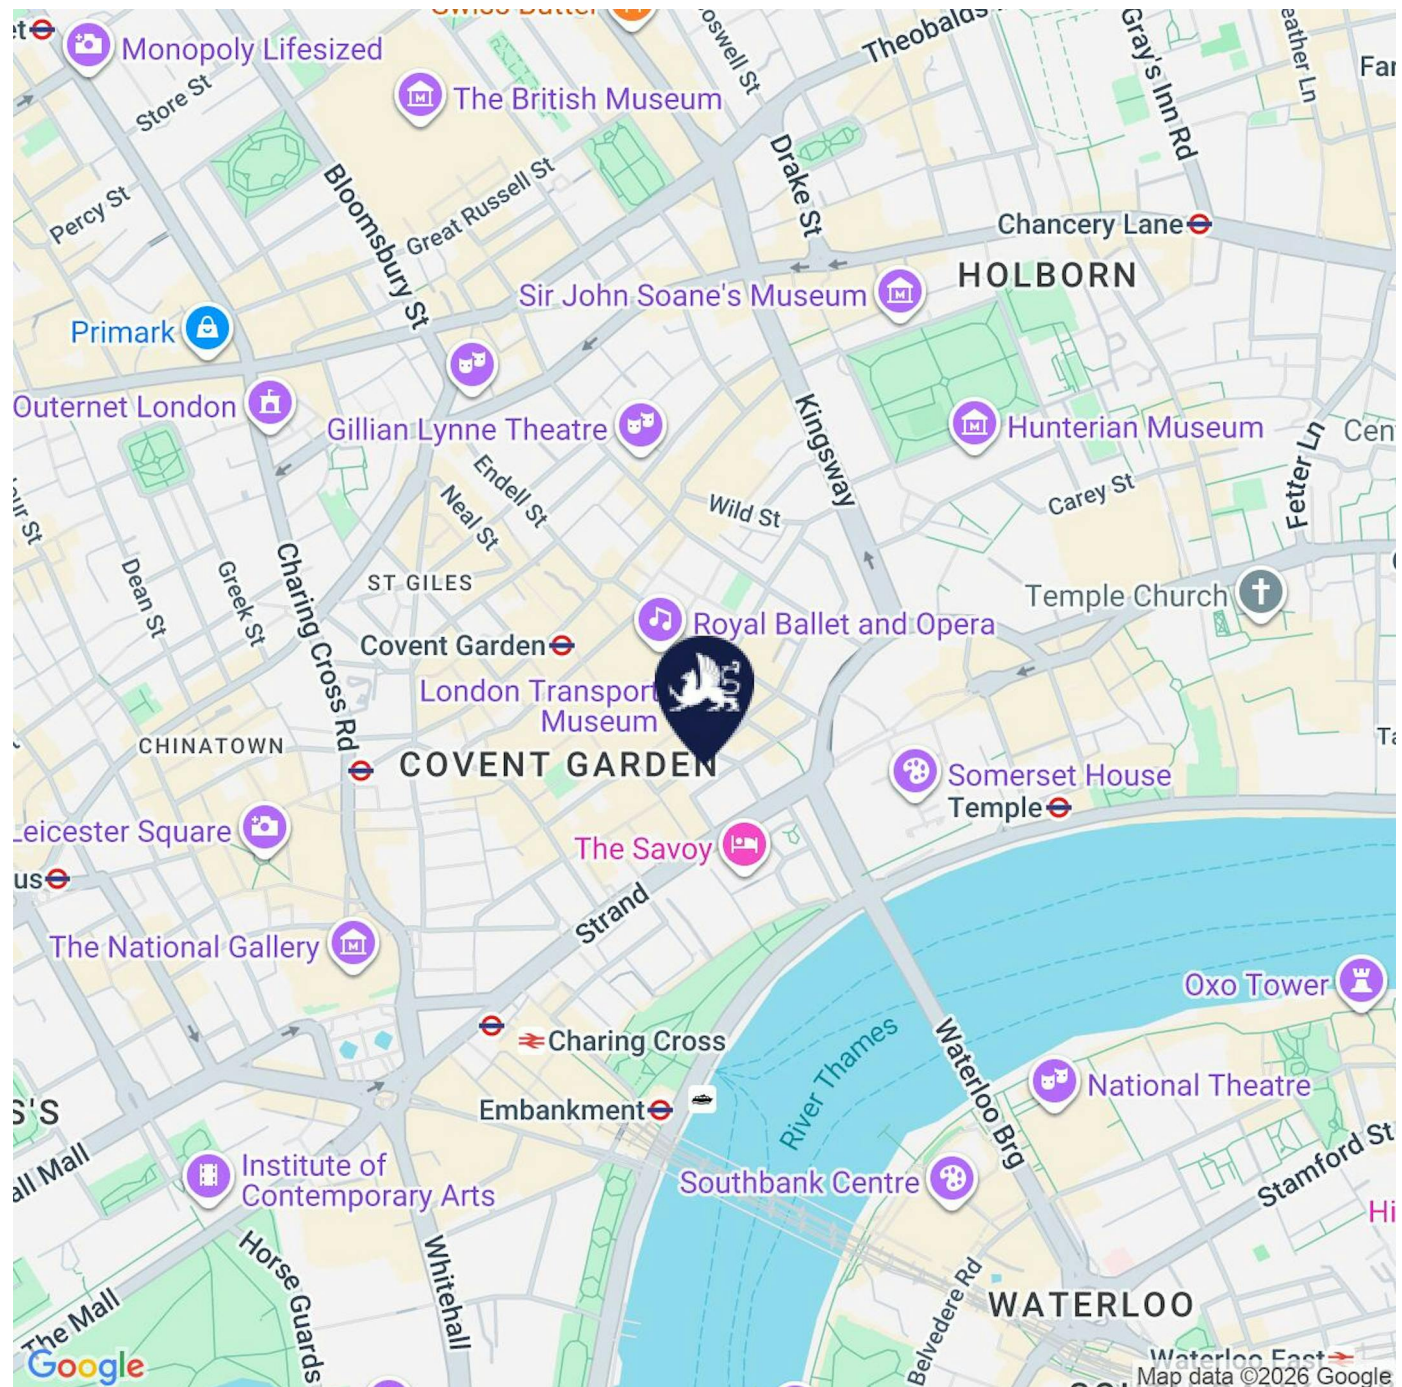 Monopoly Lifesized
Store St
The British Museum
Theobalds
Gray's Inn Rd
Drake St
Percy St
Bloomsbury St
Great Russell St
Chancery Lane
HOLBORN
Sir John Soane's Museum
Primark
Outernet London
Gillian Lynne Theatre
Kingsway
Hunterian Museum
Fetter Ln
Endell St
Neal St
Wild St
Carey St
Dean St
Greek St
Charing Cross Rd
ST GILES
Temple Church
Royal Ballet and Opera
Covent Garden
London Transport
Museum
CHINATOWN
COVENT GARDEN
Somerset House
Temple
Leicester Square
us
The Savoy
Strand
The National Gallery
Oxo Tower
River Thames
Waterloo Brg
Charing Cross
National Theatre
Embankment
S'S
all Mall
Institute of
Contemporary Arts
Southbank Centre
Stamford St
Hi
Horse Guards
Whitehall
Belvedere Rd
WATERLOO
The Mall
Waterloo East
Google
Map data ©2026 Google